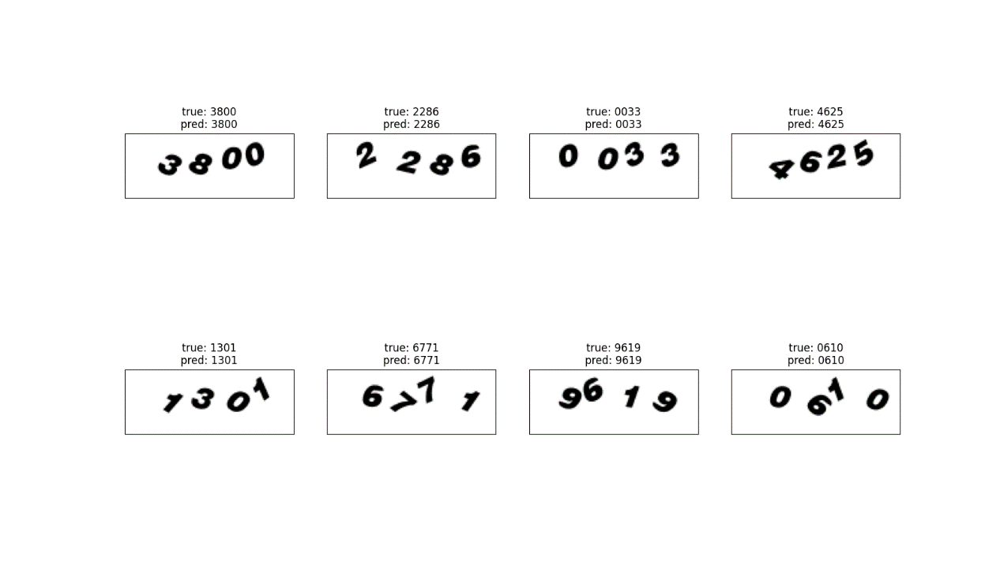 true: 3800
pred: 3800
3800
true: 2286
pred: 2286
2286
true: 0033
pred: 0033
0033
true: 4625
pred: 4625
4625
true: 1301
pred: 1301
1301
true: 6771
pred: 6771
6771
true: 9619
pred: 9619
9619
true: 0610
pred: 0610
0610